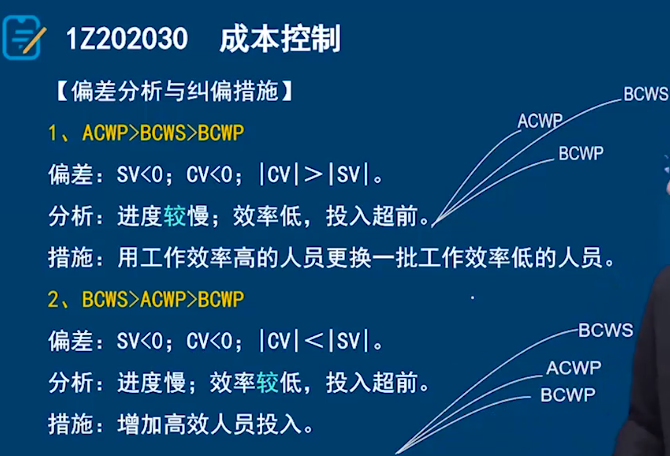 1Z202030 成本控制
【偏差分析与纠偏措施】
1、ACWP>BCWS>BCWP
偏差：SV<0；CV<0；|CV|＞|SV|。
分析：进度较慢；效率低，投入超前。
措施：用工作效率高的人员更换一批工作效率低的人员。
BCWS
ACWP
BCWP
2、BCWS>ACWP>BCWP
偏差：SV<0；CV<0；|CV|＜|SV|。
分析：进度慢；效率较低，投入超前。
措施：增加高效人员投入。
BCWS
ACWP
BCWP